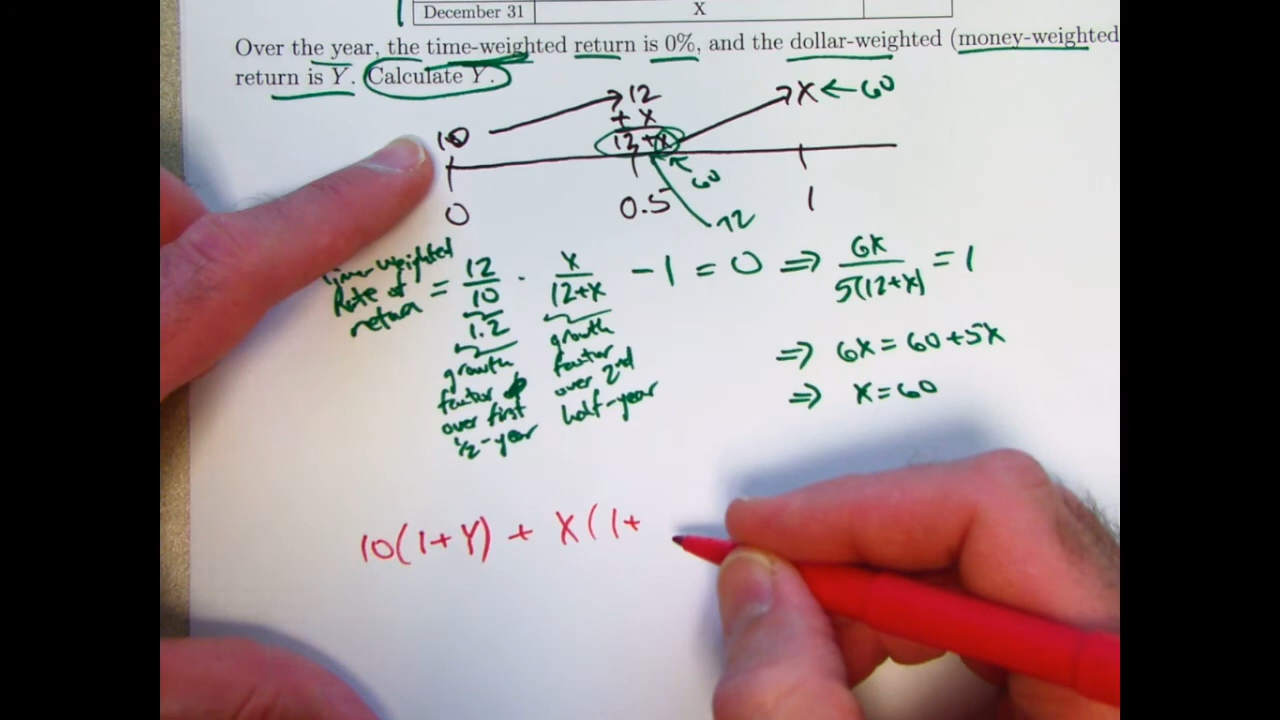 December 31 X
Over the year, the time-weighted return is 0%, and the dollar-weighted (money-weighted
return is Y. Calculate Y.
12
+ X
12+X
10
X ← 60
60
72
0 0.5 1
time-weighted
Rate of
return = 12/10 · X/(12+X) - 1 = 0 ⇒ 6X/5(12+X) = 1
1.2
growth
factor
over first
1/2-year
growth
factor
over 2nd
half-year
⇒ 6X = 60+5X
⇒ X = 60
10(1+Y) + X(1+